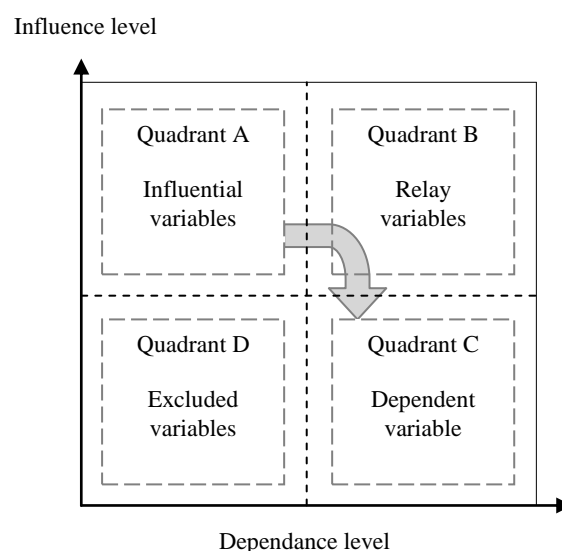 Influence level
Quadrant A
Influential
variables
Quadrant B
Relay
variables
Quadrant D
Excluded
variables
Quadrant C
Dependent
variable
Dependance level